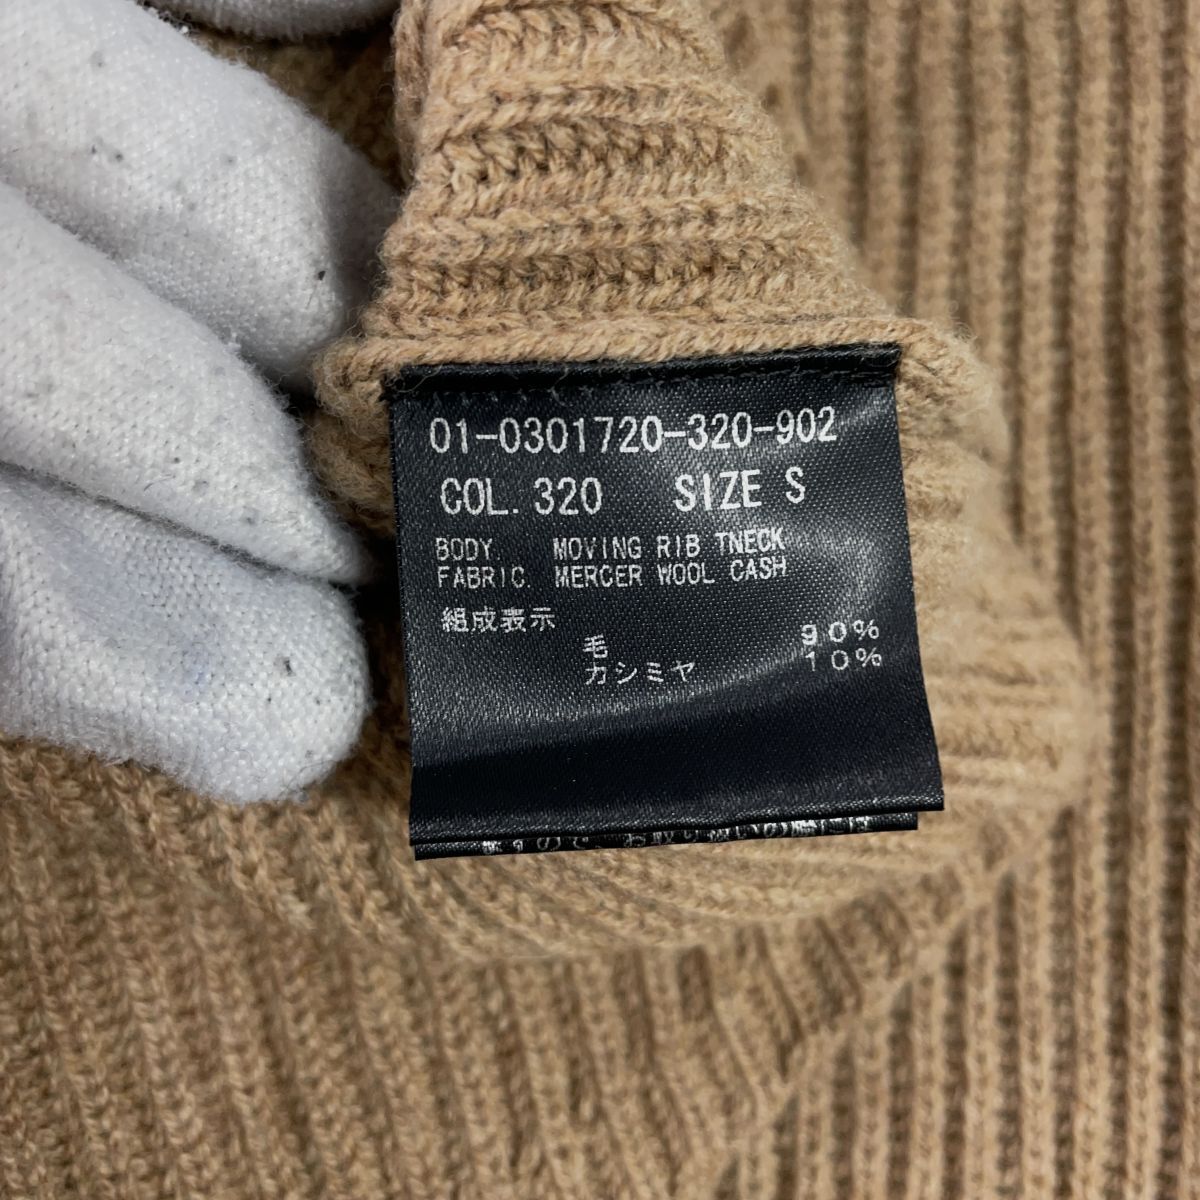 01-0301720-320-902
COL. 320 SIZE S
BODY. MOVING RIB TNECK
FABRIC. MERCER WOOL CASH
組成表示
毛 90%
カシミヤ 10%